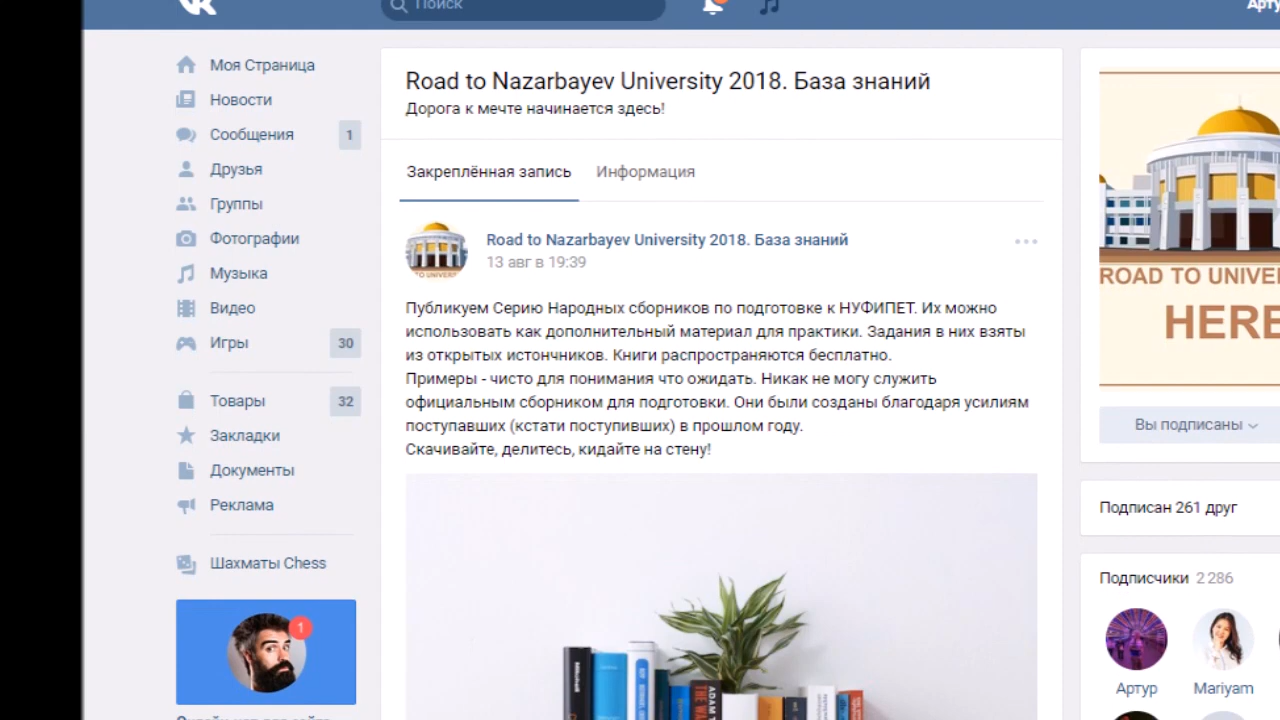 Поиск
Моя Страница
Новости
Сообщения 1
Друзья
Группы
Фотографии
Музыка
Видео
Игры 30
Товары 32
Закладки
Документы
Реклама
Шахматы Chess
1
Road to Nazarbayev University 2018. База знаний
Дорога к мечте начинается здесь!
Закреплённая запись Информация
Road to Nazarbayev University 2018. База знаний
13 авг в 19:39
Публикуем Серию Народных сборников по подготовке к НУФИПЕТ. Их можно
использовать как дополнительный материал для практики. Задания в них взяты
из открытых истончников. Книги распространяются бесплатно.
Примеры - чисто для понимания что ожидать. Никак не могу служить
официальным сборником для подготовки. Они были созданы благодаря усилиям
поступавших (кстати поступивших) в прошлом году.
Скачивайте, делитесь, кидайте на стену!
ROAD TO UNIVE
HERE
Вы подписаны
Подписан 261 друг
Подписчики 2 286
Артур Mariyam